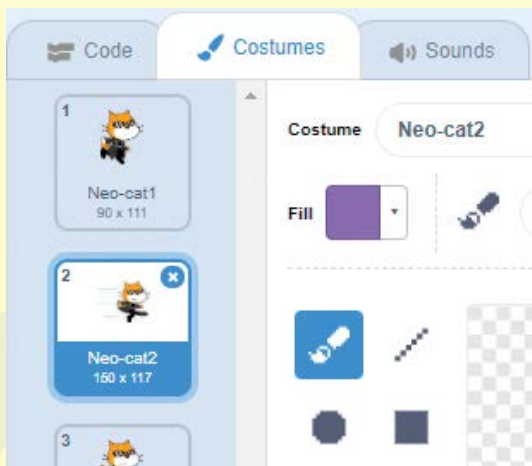 Code
Costumes
Sounds
1
Neo-cat1
90 x 111
2
Neo-cat2
150 x 117
3
Costume
Neo-cat2
Fill